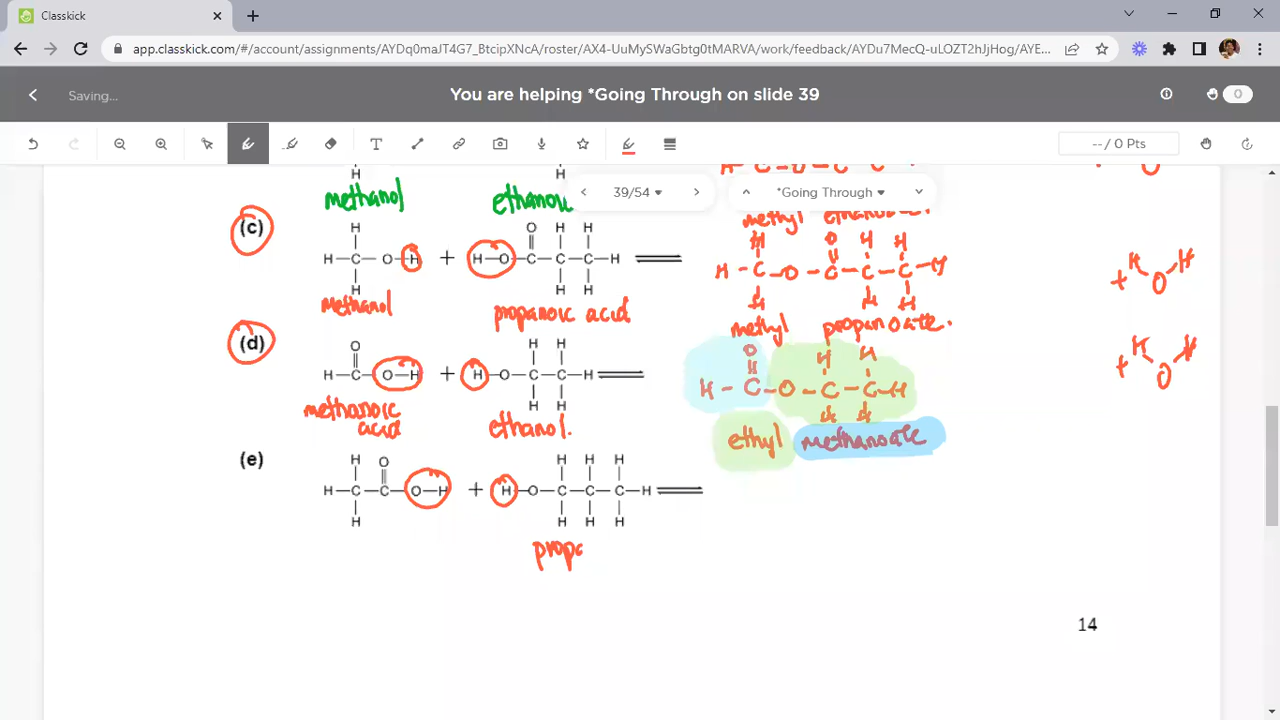 Classkick
app.classkick.com/#/account/assignments/AYDq0maJT4G7_BtcipXNcA/roster/AX4-UuMySWaGbtg0tMARVA/work/feedback/AYDu7MecQ-uLOZT2hJjHog/AYE...
Saving...
You are helping *Going Through on slide 39
0
T
-- / 0 Pts
39/54
*Going Through
methanol
methyl
(c)
H H H
O H H
H-C-O-H + H-O-C-C-C-H
H H H
methanol
propanoic acid
H O H H
H-C-O-C-C-C-H
H H H
methyl propanoate.
+ H O H
(d)
O H H
H-C-O-H + H-O-C-C-H
H H
methanoic acid
ethanol.
O H H
H-C-O-C-C-H
H H
ethyl methanoate
+ H O H
(e)
H O H H H
H-C-C-O-H + H-O-C-C-C-H
H H H H
propa
14